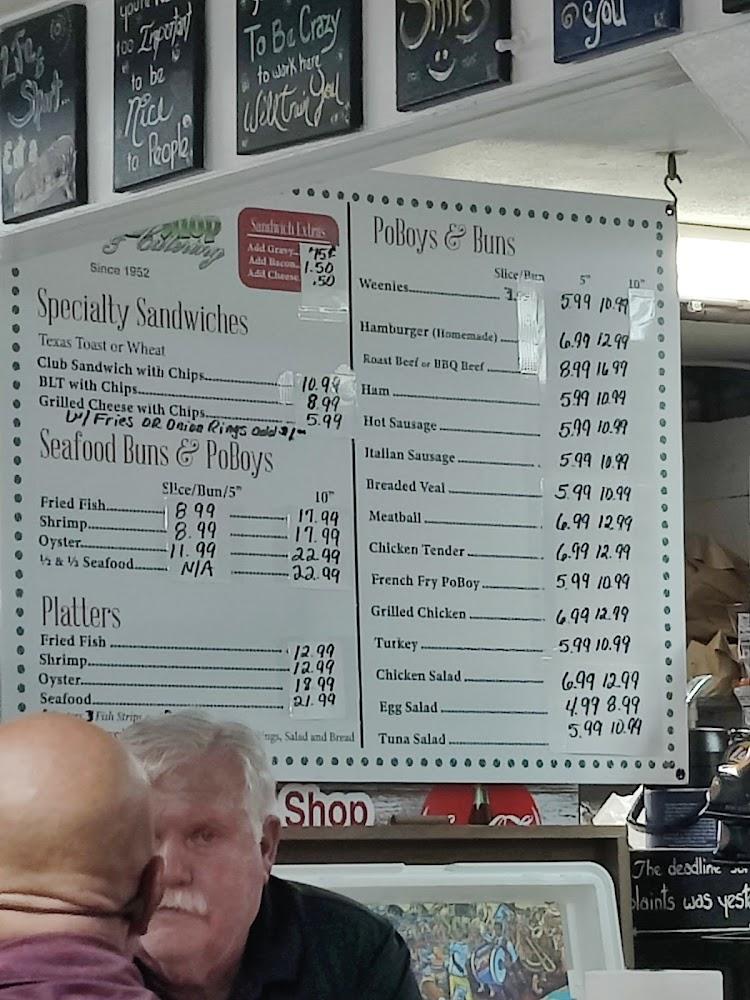 you're
too Important
to be
Nice
to People
To Be Crazy
to work here
We'll train You
Smile
You
SHOP
& Catering
Since 1952
Sandwich Extras
Add Gravy... .75¢
Add Bacon... 1.50
Add Cheese .50
Specialty Sandwiches
Texas Toast or Wheat
Club Sandwich with Chips 10.99
BLT with Chips 8.99
Grilled Cheese with Chips 5.99
w/ Fries OR Onion Rings add $1
Seafood Buns & PoBoys
Slice/Bun/5" 10"
Fried Fish 8.99 17.99
Shrimp 8.99 17.99
Oyster 11.99 22.99
½ & ½ Seafood N/A 22.99
Platters
Fried Fish 12.99
Shrimp 12.99
Oyster 18.99
Seafood 21.99
3 Fish Strips
Salad and Bread
PoBoys & Buns
Slice/Bun 5" 10"
Weenies 5.99 10.99
Hamburger (Homemade) 6.99 12.99
Roast Beef or BBQ Beef 8.99 16.99
Ham 5.99 10.99
Hot Sausage 5.99 10.99
Italian Sausage 5.99 10.99
Breaded Veal 5.99 10.99
Meatball 6.99 12.99
Chicken Tender 6.99 12.99
French Fry PoBoy 5.99 10.99
Grilled Chicken 6.99 12.99
Turkey 5.99 10.99
Chicken Salad 6.99 12.99
Egg Salad 4.99 8.99
Tuna Salad 5.99 10.99
Shop
The deadline
plaints was yest